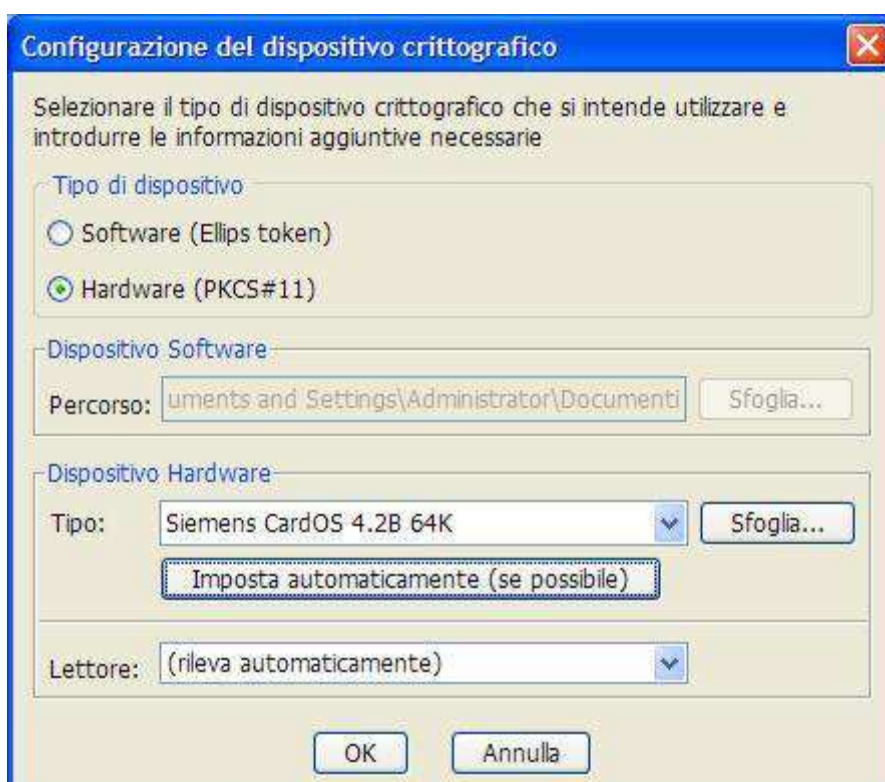 Configurazione del dispositivo crittografico
Selezionare il tipo di dispositivo crittografico che si intende utilizzare e
introdurre le informazioni aggiuntive necessarie
Tipo di dispositivo
Software (Ellips token)
Hardware (PKCS#11)
Dispositivo Software
Percorso: uments and Settings\Administrator\Documenti Sfoglia...
Dispositivo Hardware
Tipo: Siemens CardOS 4.2B 64K Sfoglia...
Imposta automaticamente (se possibile)
Lettore: (rileva automaticamente)
OK Annulla